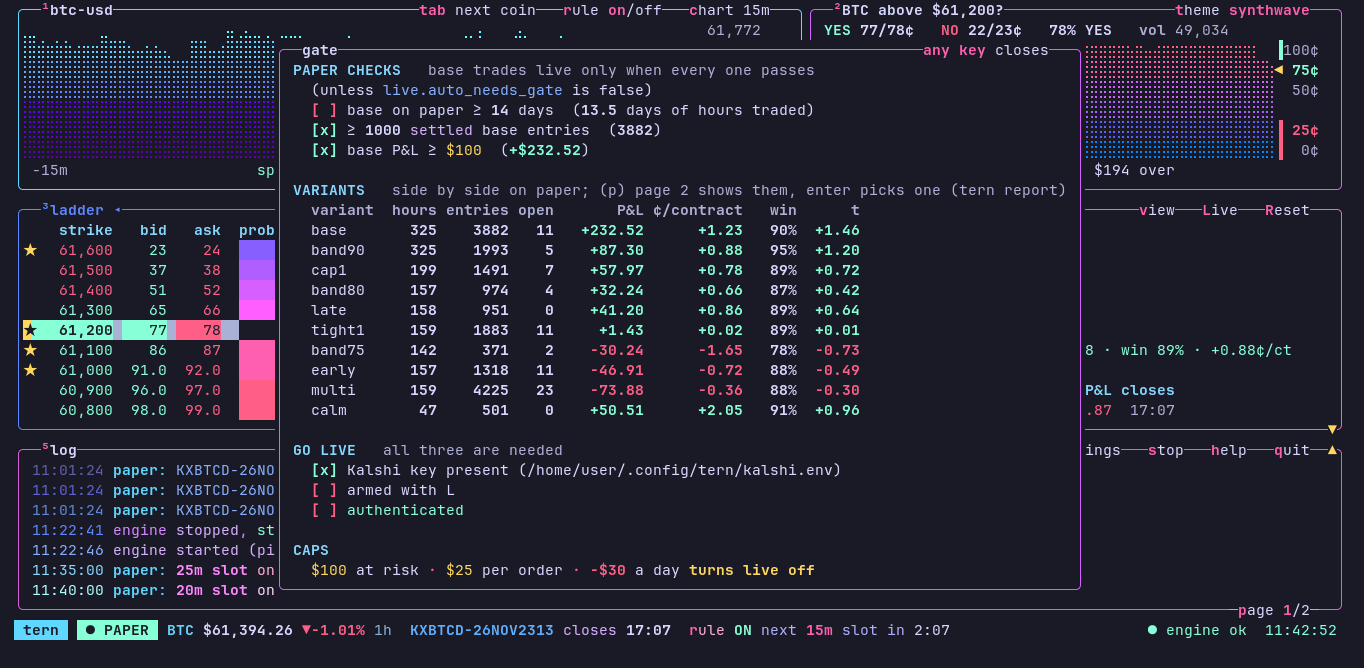 ¹btc-usd tab next coin rule on/off chart 15m
61,772
²BTC above $61,200? theme synthwave
YES 77/78¢ NO 22/23¢ 78% YES vol 49,034
100¢
75¢
50¢
25¢
0¢
-15m sp
$194 over
gate any key closes
PAPER CHECKS base trades live only when every one passes
(unless live.auto_needs_gate is false)
[ ] base on paper ≥ 14 days (13.5 days of hours traded)
[x] ≥ 1000 settled base entries (3882)
[x] base P&L ≥ $100 (+$232.52)
VARIANTS side by side on paper; (p) page 2 shows them, enter picks one (tern report)
variant hours entries open P&L ¢/contract win t
base 325 3882 11 +232.52 +1.23 90% +1.46
band90 325 1993 5 +87.30 +0.88 95% +1.20
cap1 199 1491 7 +57.97 +0.78 89% +0.72
band80 157 974 4 +32.24 +0.66 87% +0.42
late 158 958 0 +41.20 +0.86 89% +0.64
tight1 159 1883 11 +1.43 +0.02 89% +0.01
band75 142 371 2 -30.24 -1.65 78% -0.73
early 157 1318 11 -46.91 -0.72 88% -0.49
multi 159 4225 23 -73.88 -0.36 88% -0.30
calm 47 501 0 +50.51 +2.05 91% +0.96
GO LIVE all three are needed
[x] Kalshi key present (/home/user/.config/tern/kalshi.env)
[ ] armed with L
[ ] authenticated
CAPS
$100 at risk · $25 per order · -$30 a day turns live off
³ladder ◂
strike bid ask prob
★ 61,600 23 24
61,500 37 38
61,400 51 52
61,300 65 66
★ 61,200 77 78
★ 61,100 86 87
★ 61,000 91.0 92.0
60,900 96.0 97.0
60,800 98.0 99.0
view Live Reset
8 · win 89% · +0.88¢/ct
P&L closes
.87 17:07
⁵log ings stop help quit
11:01:24 paper: KXBTCD-26NO
11:01:24 paper: KXBTCD-26NO
11:01:24 paper: KXBTCD-26NO
11:22:41 engine stopped, st
11:22:46 engine started (pi
11:35:00 paper: 25m slot on
11:40:00 paper: 20m slot on
page 1/2
tern ● PAPER BTC $61,394.26 ▼-1.01% 1h KXBTCD-26NOV2313 closes 17:07 rule ON next 15m slot in 2:07 ● engine ok 11:42:52